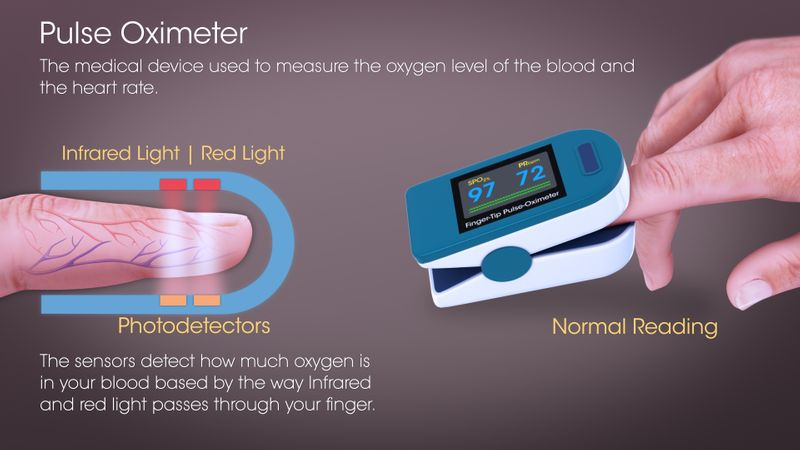 Pulse Oximeter
The medical device used to measure the oxygen level of the blood and
the heart rate.
Infrared Light | Red Light
Photodetectors
The sensors detect how much oxygen is
in your blood based by the way Infrared
and red light passes through your finger.
SPO2% PRbpm
97 72
Finger-Tip Pulse-Oximeter
Normal Reading